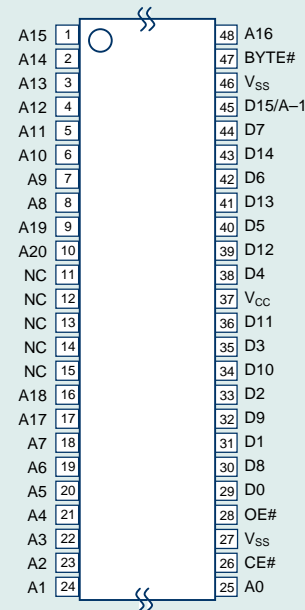 A15 1 48 A16
A14 2 47 BYTE#
A13 3 46 VSS
A12 4 45 D15/A–1
A11 5 44 D7
A10 6 43 D14
A9 7 42 D6
A8 8 41 D13
A19 9 40 D5
A20 10 39 D12
NC 11 38 D4
NC 12 37 VCC
NC 13 36 D11
NC 14 35 D3
NC 15 34 D10
A18 16 33 D2
A17 17 32 D9
A7 18 31 D1
A6 19 30 D8
A5 20 29 D0
A4 21 28 OE#
A3 22 27 VSS
A2 23 26 CE#
A1 24 25 A0